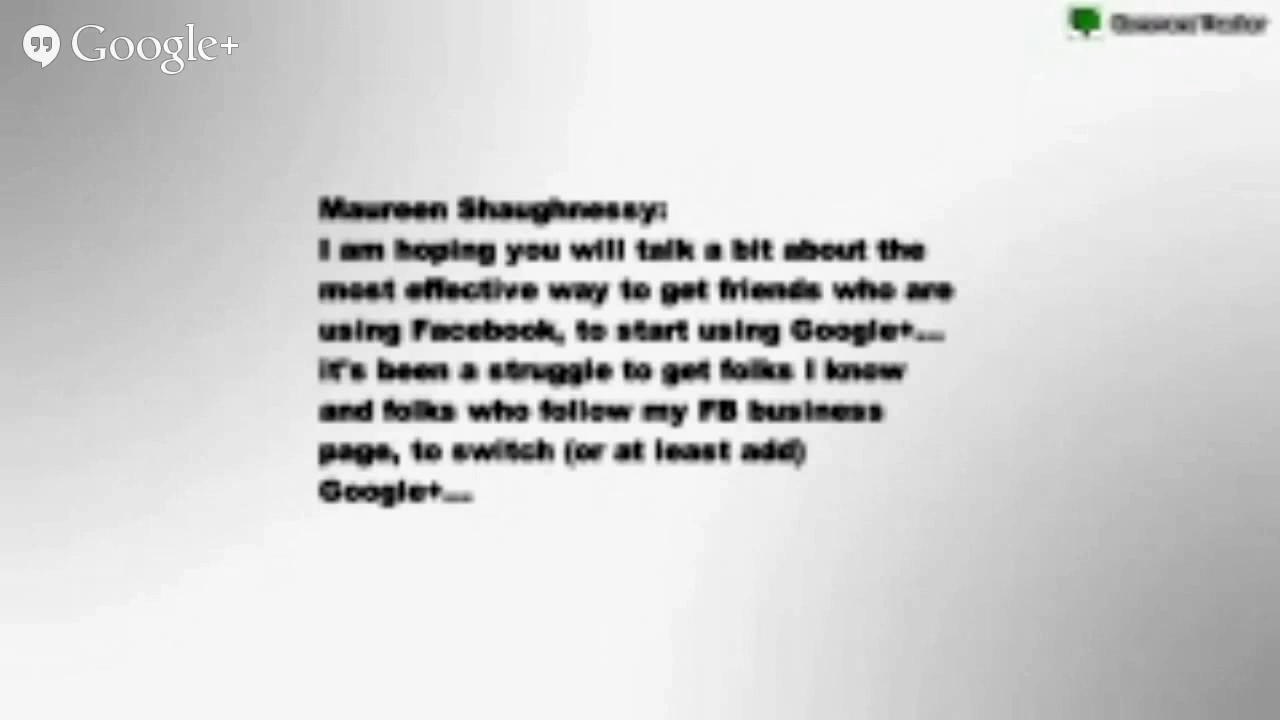 Google+
Maureen Shaughnessy:
I am hoping you will talk a bit about the
most effective way to get friends who are
using Facebook, to start using Google+...
it's been a struggle to get folks I know
and folks who follow my FB business
page, to switch (or at least add)
Google+...